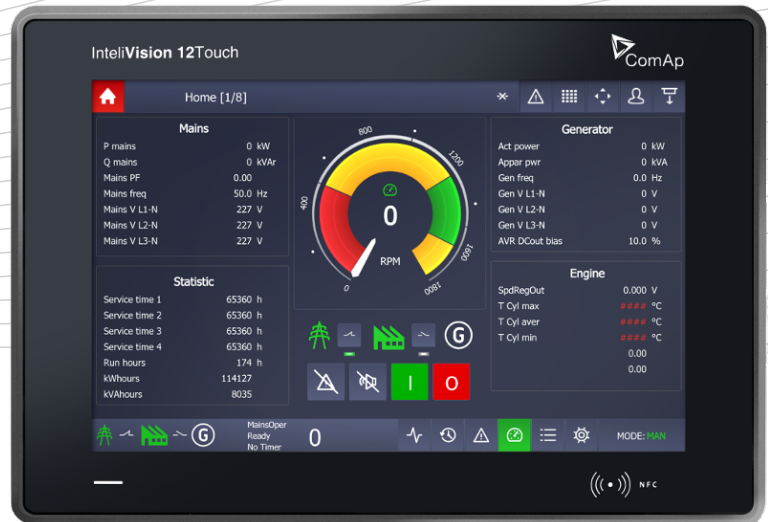 InteliVision 12Touch
ComAp
Home [1/8]
Mains
P mains 0 kW
Q mains 0 kVAr
Mains PF 0.00
Mains freq 50.0 Hz
Mains V L1-N 227 V
Mains V L2-N 227 V
Mains V L3-N 227 V
Statistic
Service time 1 65360 h
Service time 2 65360 h
Service time 3 65360 h
Service time 4 65360 h
Run hours 174 h
kWhours 114127
kVAhours 8035
0
400
800
1200
1600
1800
0
RPM
G
I
O
Generator
Act power 0 kW
Appar pwr 0 kVA
Gen freq 0.0 Hz
Gen V L1-N 0 V
Gen V L2-N 0 V
Gen V L3-N 0 V
AVR DCout bias 10.0 %
Engine
SpdRegOut 0.000 V
T Cyl max #### °C
T Cyl aver #### °C
T Cyl min #### °C
0.00
0.00
G
MainsOper
Ready
No Timer
0
MODE: MAN
NFC